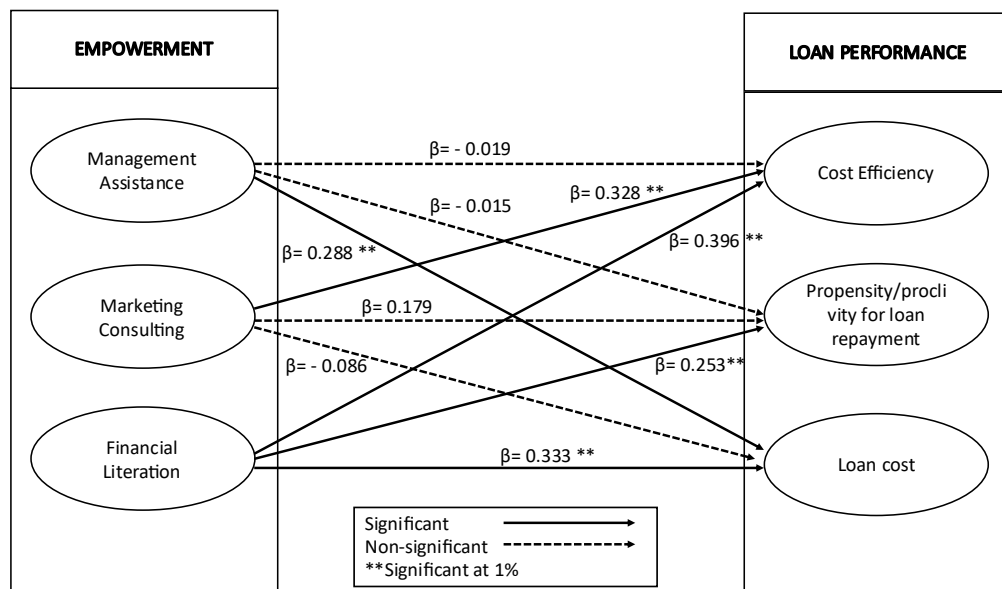 EMPOWERMENT
LOAN PERFORMANCE
Management
Assistance
Marketing
Consulting
Financial
Literation
β= - 0.019
β= 0.328 **
β= - 0.015
β= 0.288 **
β= 0.396 **
β= 0.179
β= - 0.086
β= 0.253**
β= 0.333 **
Cost Efficiency
Propensity/procli
vity for loan
repayment
Loan cost
Significant
Non-significant
**Significant at 1%